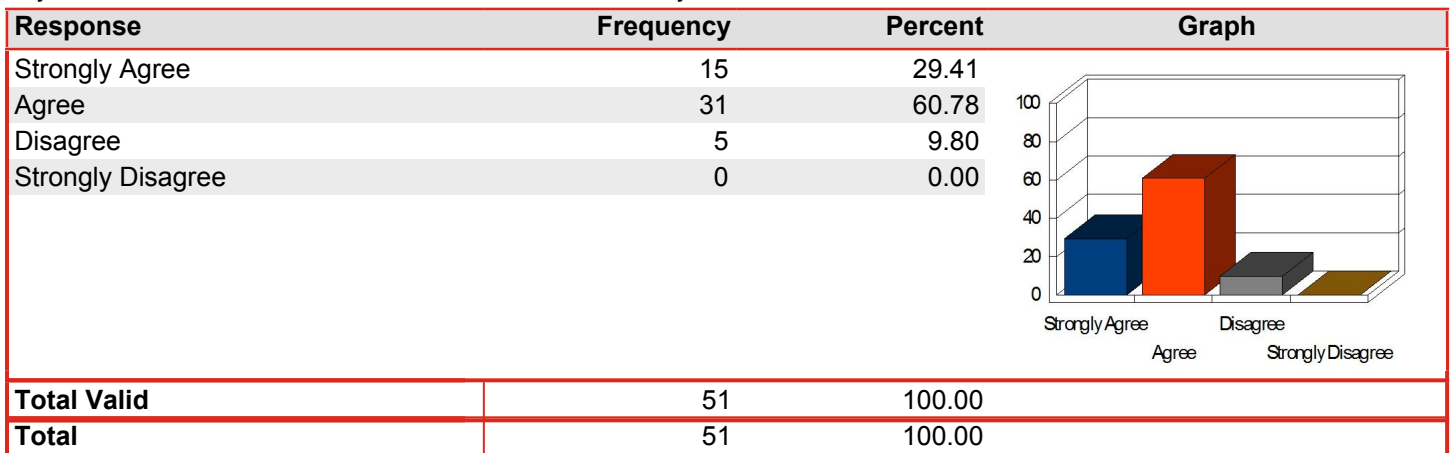 Response Frequency Percent Graph
Strongly Agree 15 29.41
Agree 31 60.78
Disagree 5 9.80
Strongly Disagree 0 0.00
100
80
60
40
20
0
Strongly Agree Disagree
Agree Strongly Disagree
Total Valid 51 100.00
Total 51 100.00